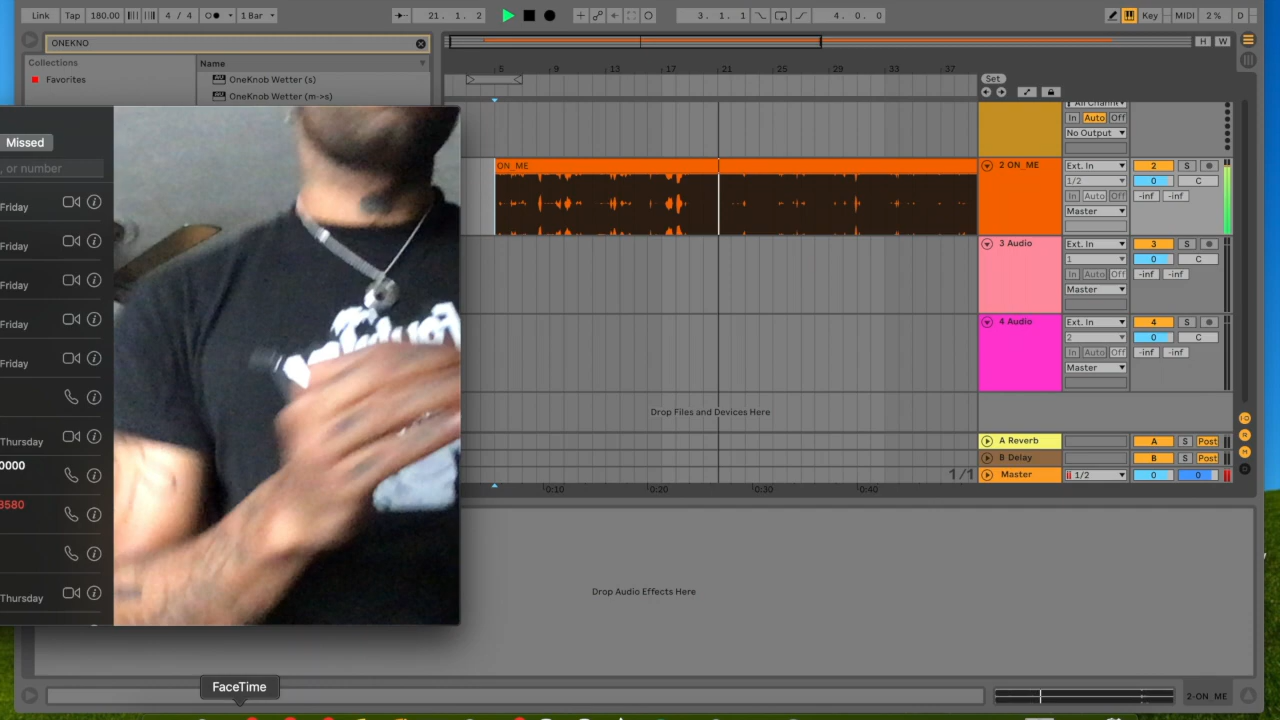 Link Tap 180.00 4 / 4 1 Bar 21. 1. 2 3. 1. 1 4. 0. 0 Key MIDI 2 % D
ONEKNO
Collections Name
Favorites OneKnob Wetter (s)
OneKnob Wetter (m->s)
H W
5 9 13 17 21 25 29 33 37
Set
In Auto Off
No Output
Missed
, or number
Friday
Friday
Friday
Friday
Friday
Thursday
0000
3580
Thursday
ON_ME
2 ON_ME Ext. In 2 S
1/2 0 C
In Auto Off -inf -inf
Master
3 Audio Ext. In 3 S
1 0 C
In Auto Off -inf -inf
Master
4 Audio Ext. In 4 S
2 0 C
In Auto Off -inf -inf
Master
Drop Files and Devices Here
A Reverb A S Post
B Delay B S Post
1/1 Master 1/2 0 0
0:10 0:20 0:30 0:40
Drop Audio Effects Here
FaceTime
2-ON_ME